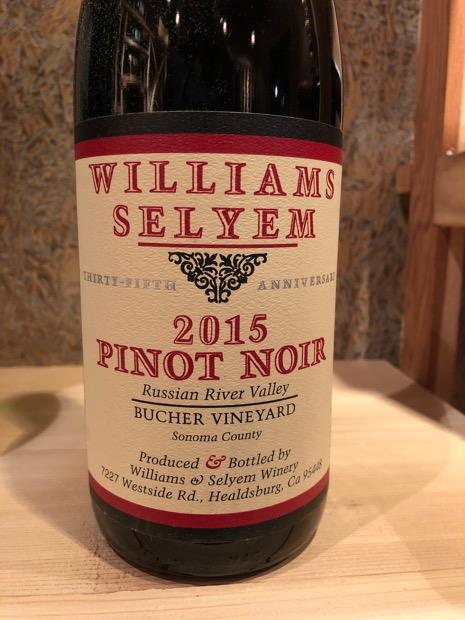 WILLIAMS
SELYEM
THIRTY-FIFTH ANNIVERSARY
2015
PINOT NOIR
Russian River Valley
BUCHER VINEYARD
Sonoma County
Produced & Bottled by
Williams & Selyem Winery
7227 Westside Rd., Healdsburg, Ca 95448